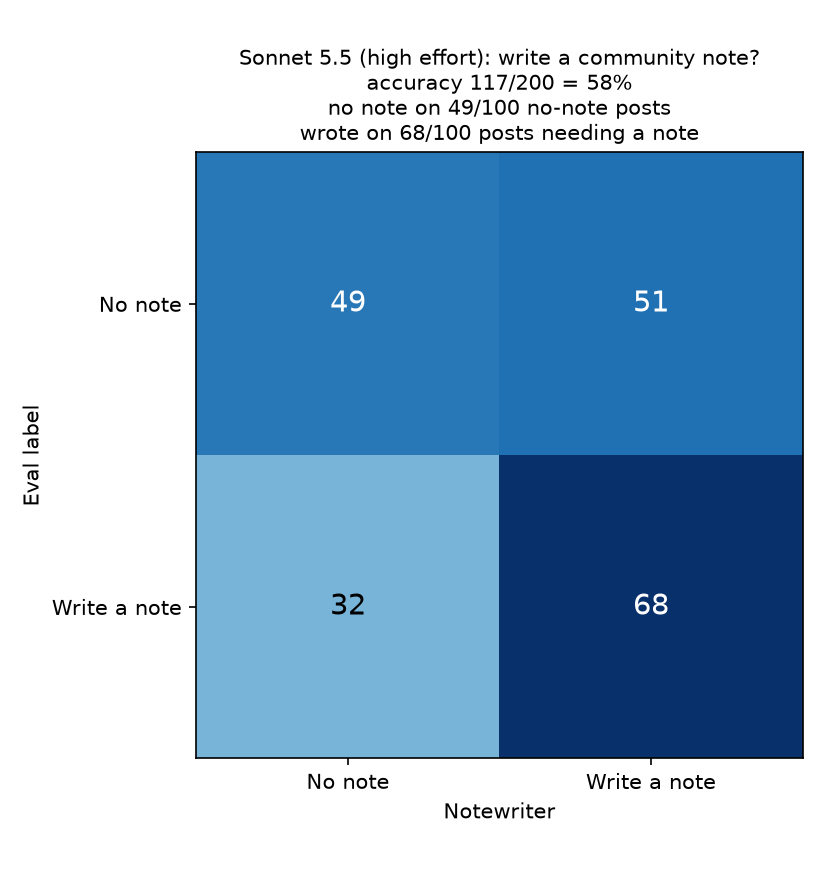 Sonnet 5.5 (high effort): write a community note?
accuracy 117/200 = 58%
no note on 49/100 no-note posts
wrote on 68/100 posts needing a note
No note
49
51
Eval label
Write a note
32
68
No note
Write a note
Notewriter